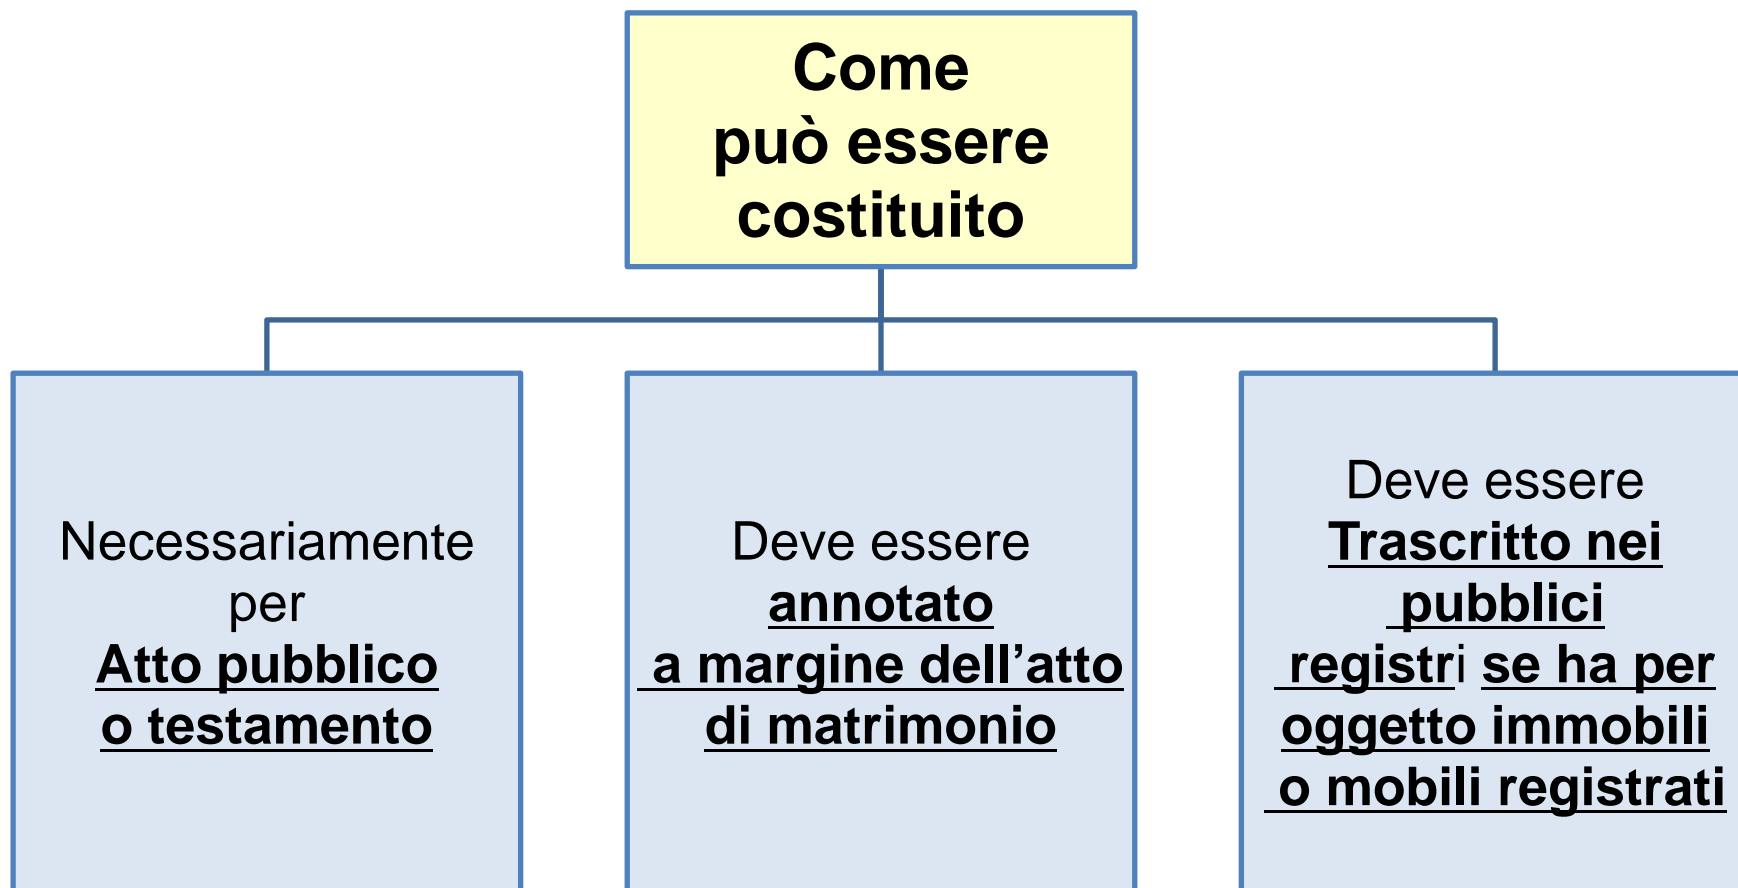 Come
può essere
costituito
Necessariamente
per
Atto pubblico
o testamento
Deve essere
annotato
a margine dell’atto
di matrimonio
Deve essere
Trascritto nei
pubblici
registri se ha per
oggetto immobili
o mobili registrati